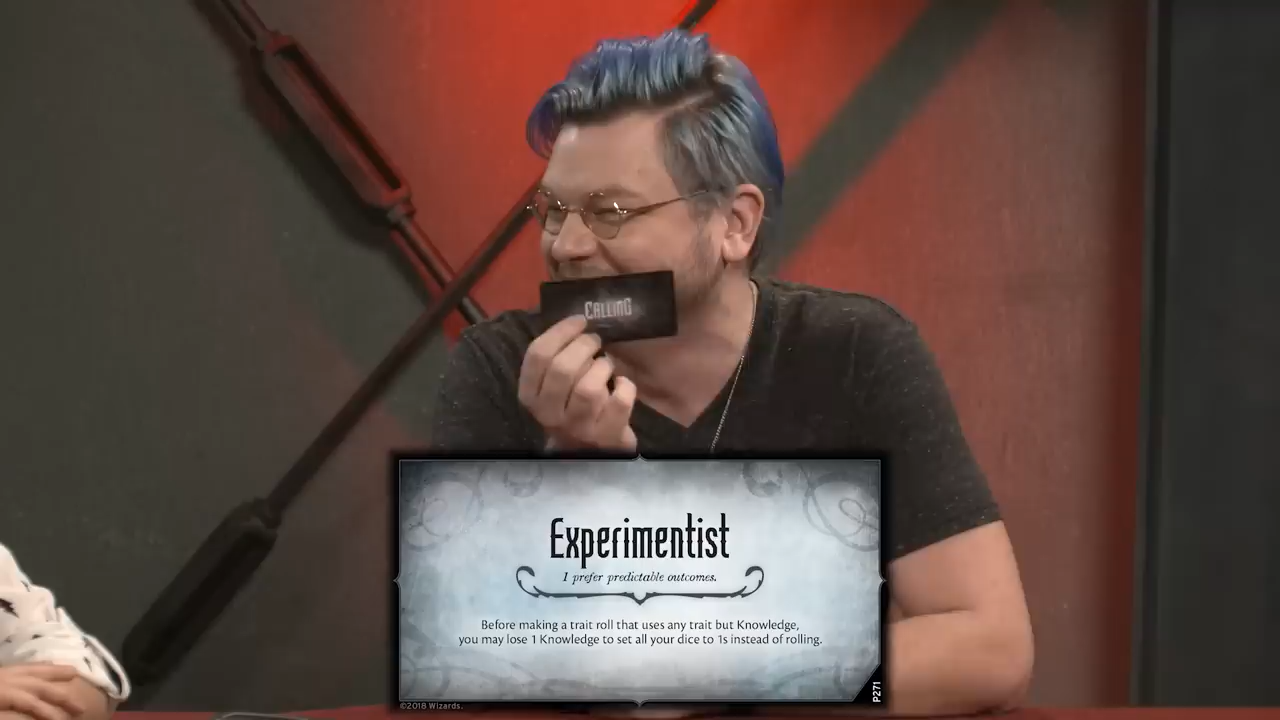 CALLING
Experimentist
I prefer predictable outcomes.
Before making a trait roll that uses any trait but Knowledge,
you may lose 1 Knowledge to set all your dice to 1s instead of rolling.
P271
©2018 Wizards.